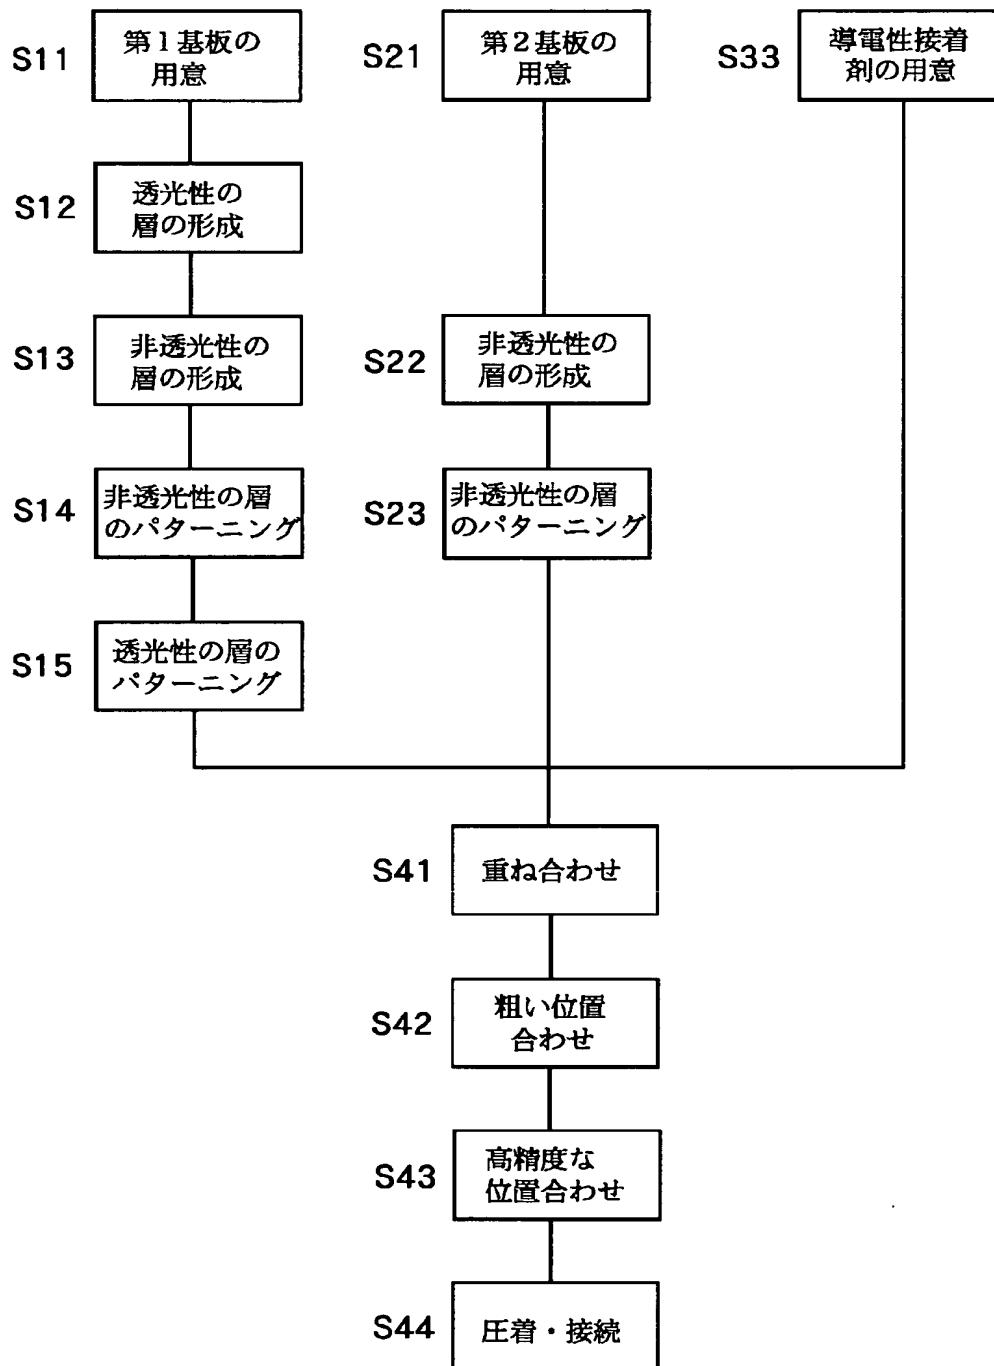 S11
第1基板の
用意
S21
第2基板の
用意
S33
導電性接着
剤の用意
S12
透光性の
層の形成
S13
非透光性の
層の形成
S22
非透光性の
層の形成
S14
非透光性の層
のパターニング
S23
非透光性の層
のパターニング
S15
透光性の層の
パターニング
S41
重ね合わせ
S42
粗い位置
合わせ
S43
高精度な
位置合わせ
S44
圧着・接続